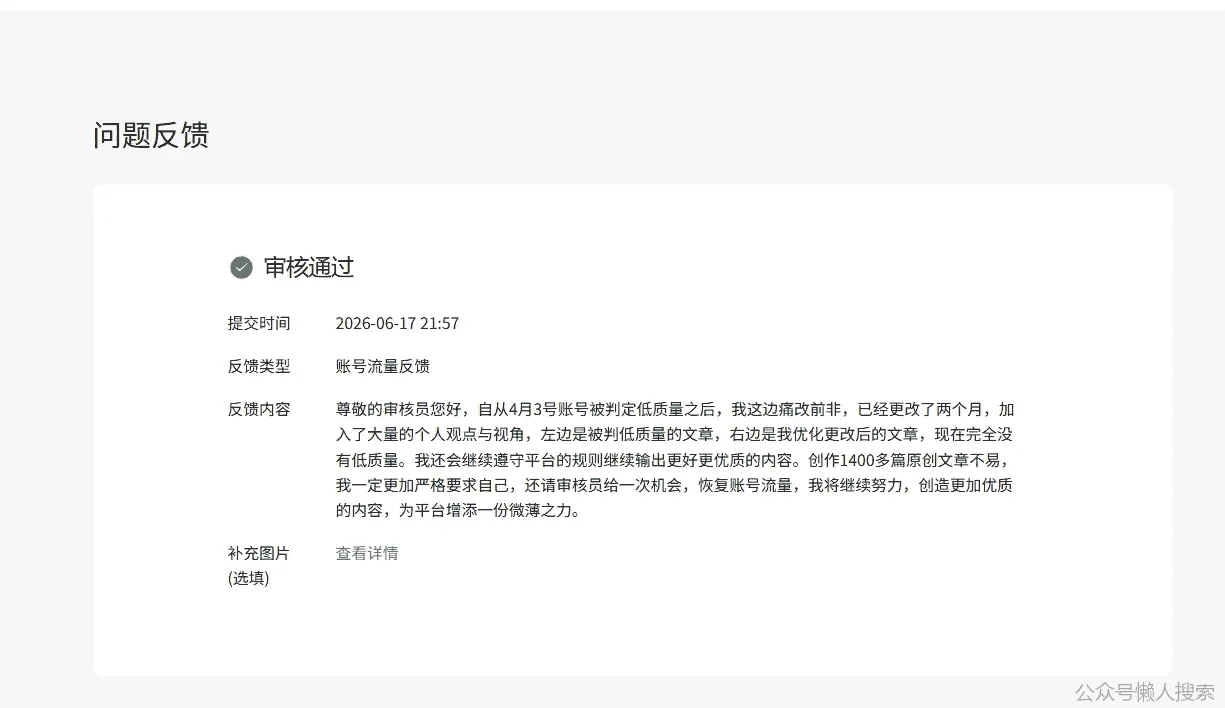 问题反馈
审核通过
提交时间 2026-06-17 21:57
反馈类型 账号流量反馈
反馈内容 尊敬的审核员您好，自从4月3号账号被判定低质量之后，我这边痛改前非，已经更改了两个月，加
入了大量的个人观点与视角，左边是被判低质量的文章，右边是我优化更改后的文章，现在完全没
有低质量。我还会继续遵守平台的规则继续输出更好更优质的内容。创作1400多篇原创文章不易，
我一定更加严格要求自己，还请审核员给一次机会，恢复账号流量，我将继续努力，创造更加优质
的内容，为平台增添一份微薄之力。
补充图片 查看详情
(选填)
公众号懒人搜索